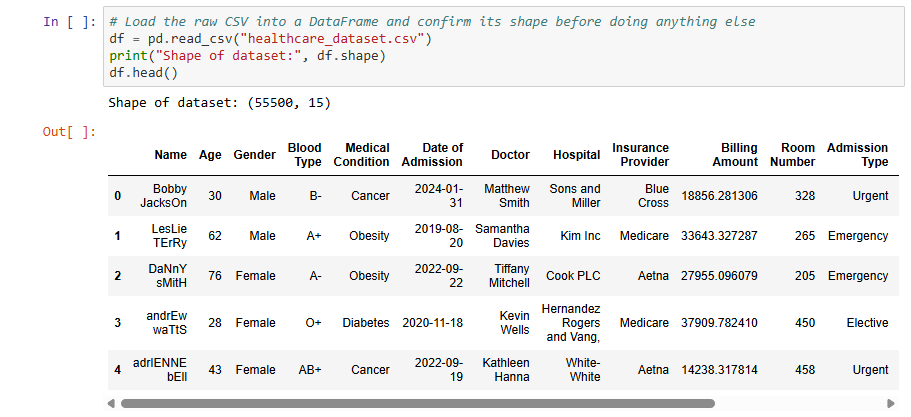 In [ ]: # Load the raw CSV into a DataFrame and confirm its shape before doing anything else
df = pd.read_csv("healthcare_dataset.csv")
print("Shape of dataset:", df.shape)
df.head()
Shape of dataset: (55500, 15)
Out[ ]:
Name Age Gender Blood Type Medical Condition Date of Admission Doctor Hospital Insurance Provider Billing Amount Room Number Admission Type
0 Bobby JacksOn 30 Male B- Cancer 2024-01-31 Matthew Smith Sons and Miller Blue Cross 18856.281306 328 Urgent
1 LesLie TErRy 62 Male A+ Obesity 2019-08-20 Samantha Davies Kim Inc Medicare 33643.327287 265 Emergency
2 DaNnY sMitH 76 Female A- Obesity 2022-09-22 Tiffany Mitchell Cook PLC Aetna 27955.096079 205 Emergency
3 andrEw waTtS 28 Female O+ Diabetes 2020-11-18 Kevin Wells Hernandez Rogers and Vang, Medicare 37909.782410 450 Elective
4 adrIENNE bEll 43 Female AB+ Cancer 2022-09-19 Kathleen Hanna White-White Aetna 14238.317814 458 Urgent